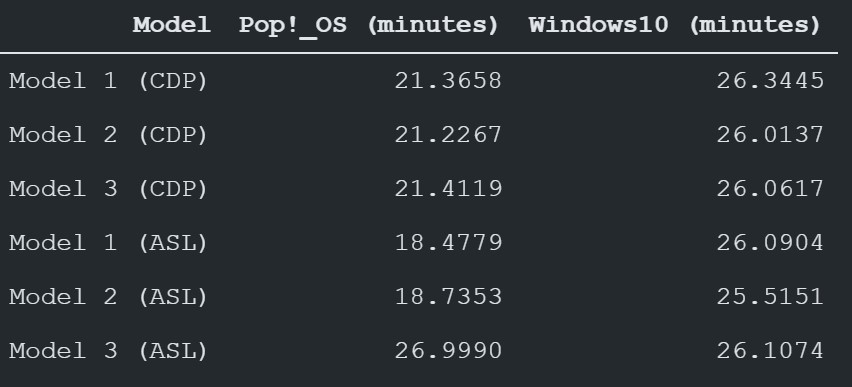 Model Pop!_OS (minutes) Windows10 (minutes)
Model 1 (CDP) 21.3658 26.3445
Model 2 (CDP) 21.2267 26.0137
Model 3 (CDP) 21.4119 26.0617
Model 1 (ASL) 18.4779 26.0904
Model 2 (ASL) 18.7353 25.5151
Model 3 (ASL) 26.9990 26.1074